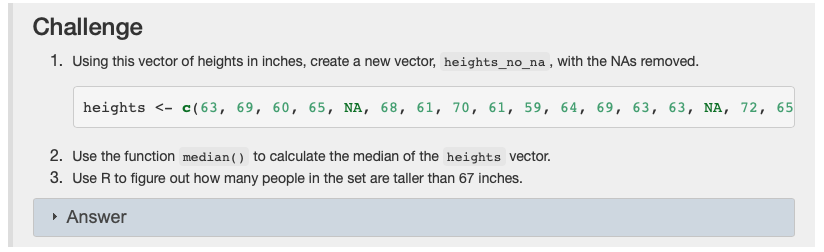 Challenge
1. Using this vector of heights in inches, create a new vector, heights_no_na, with the NAs removed.
heights <- c(63, 69, 60, 65, NA, 68, 61, 70, 61, 59, 64, 69, 63, 63, NA, 72, 65
2. Use the function median() to calculate the median of the heights vector.
3. Use R to figure out how many people in the set are taller than 67 inches.
Answer